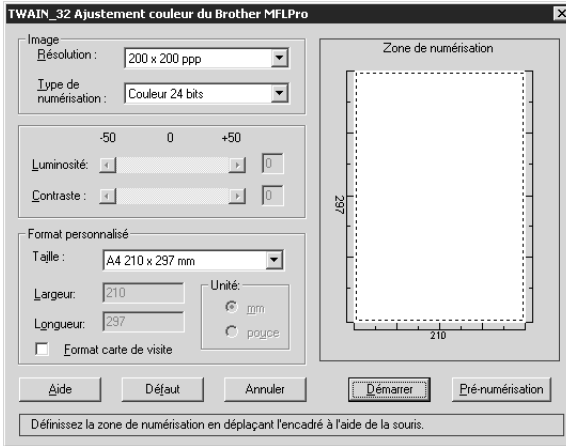 TWAIN_32 Ajustement couleur du Brother MFLPro
Image
Résolution :
200 x 200 ppp
Type de
numérisation :
Couleur 24 bits
-50 0 +50
Luminosité:
0
Contraste :
0
Format personnalisé
Taille :
A4 210 x 297 mm
Largeur:
210
Longueur:
297
Unité:
mm
pouce
Format carte de visite
Zone de numérisation
297
210
Aide
Défaut
Annuler
Démarrer
Pré-numérisation
Définissez la zone de numérisation en déplaçant l'encadré à l'aide de la souris.